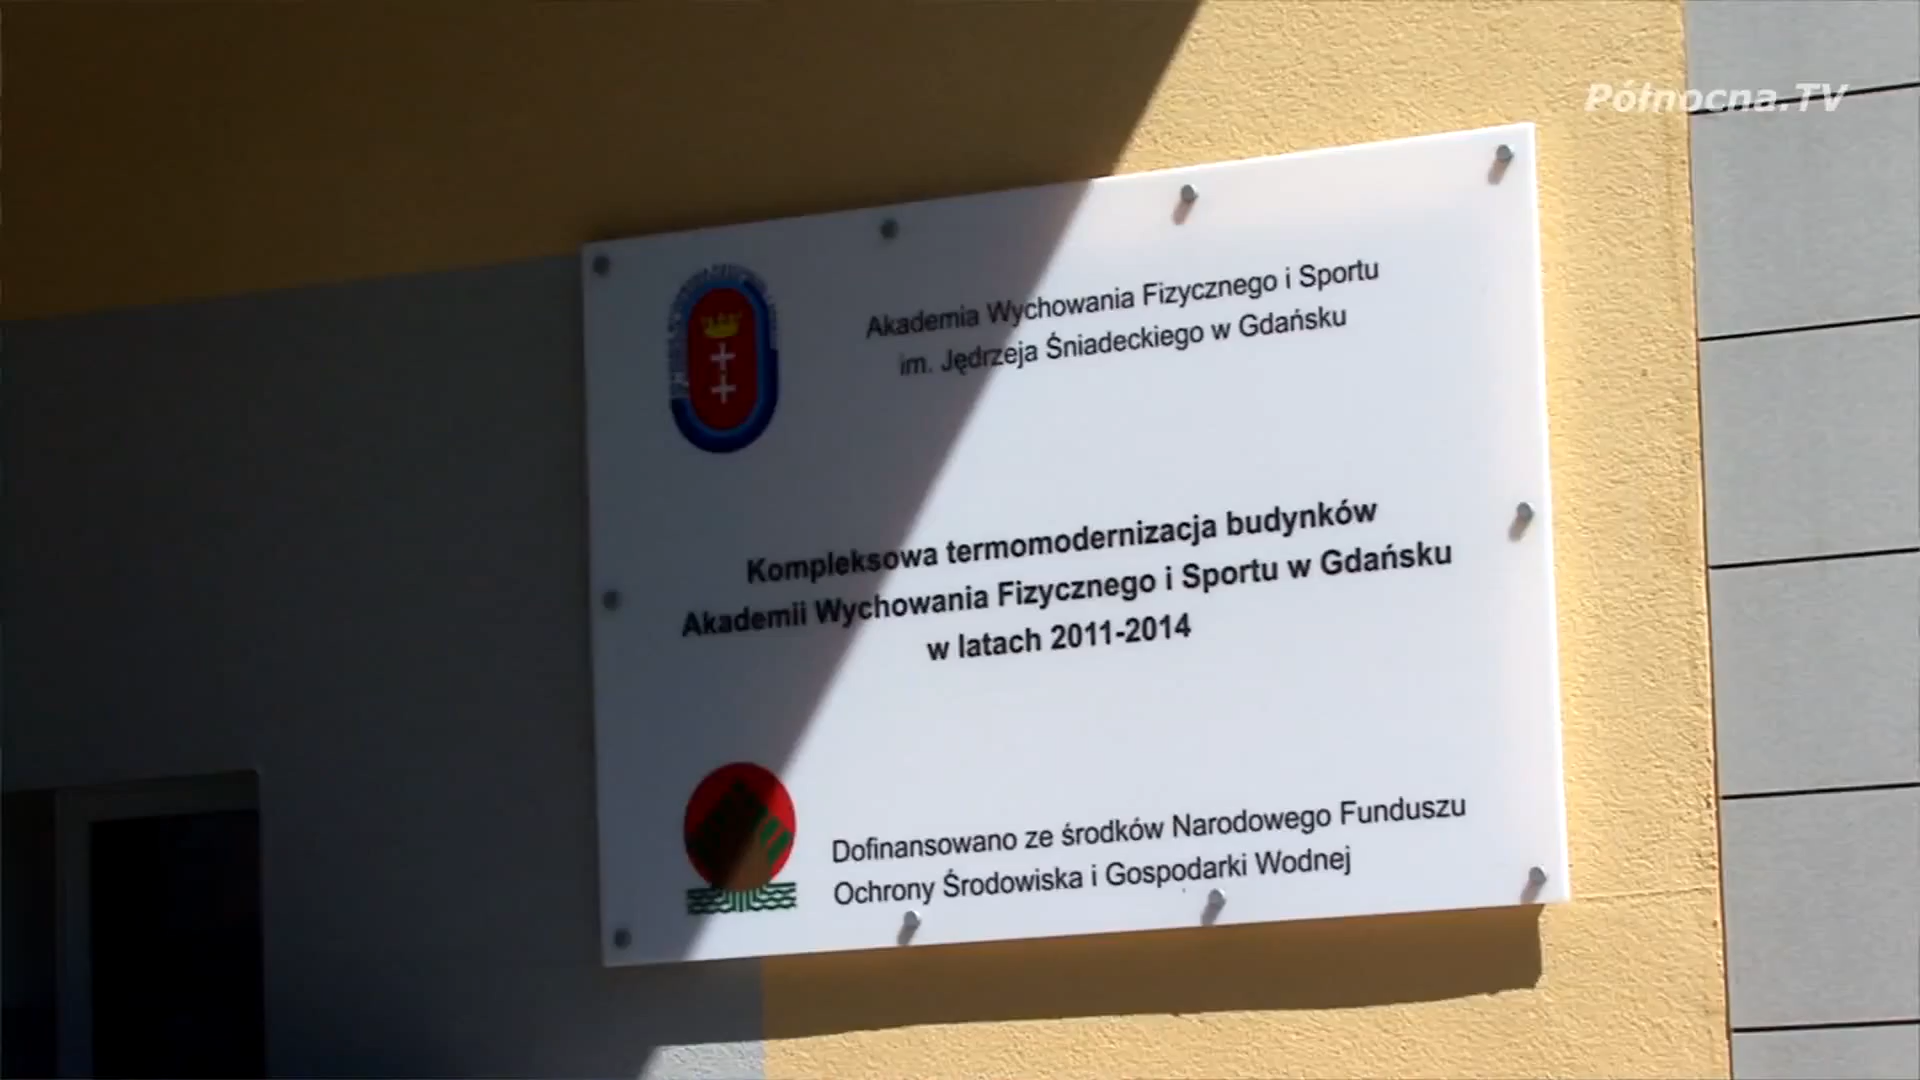 Północna.TV
Akademia Wychowania Fizycznego i Sportu
im. Jędrzeja Śniadeckiego w Gdańsku
Kompleksowa termomodernizacja budynków
Akademii Wychowania Fizycznego i Sportu w Gdańsku
w latach 2011-2014
Dofinansowano ze środków Narodowego Funduszu
Ochrony Środowiska i Gospodarki Wodnej